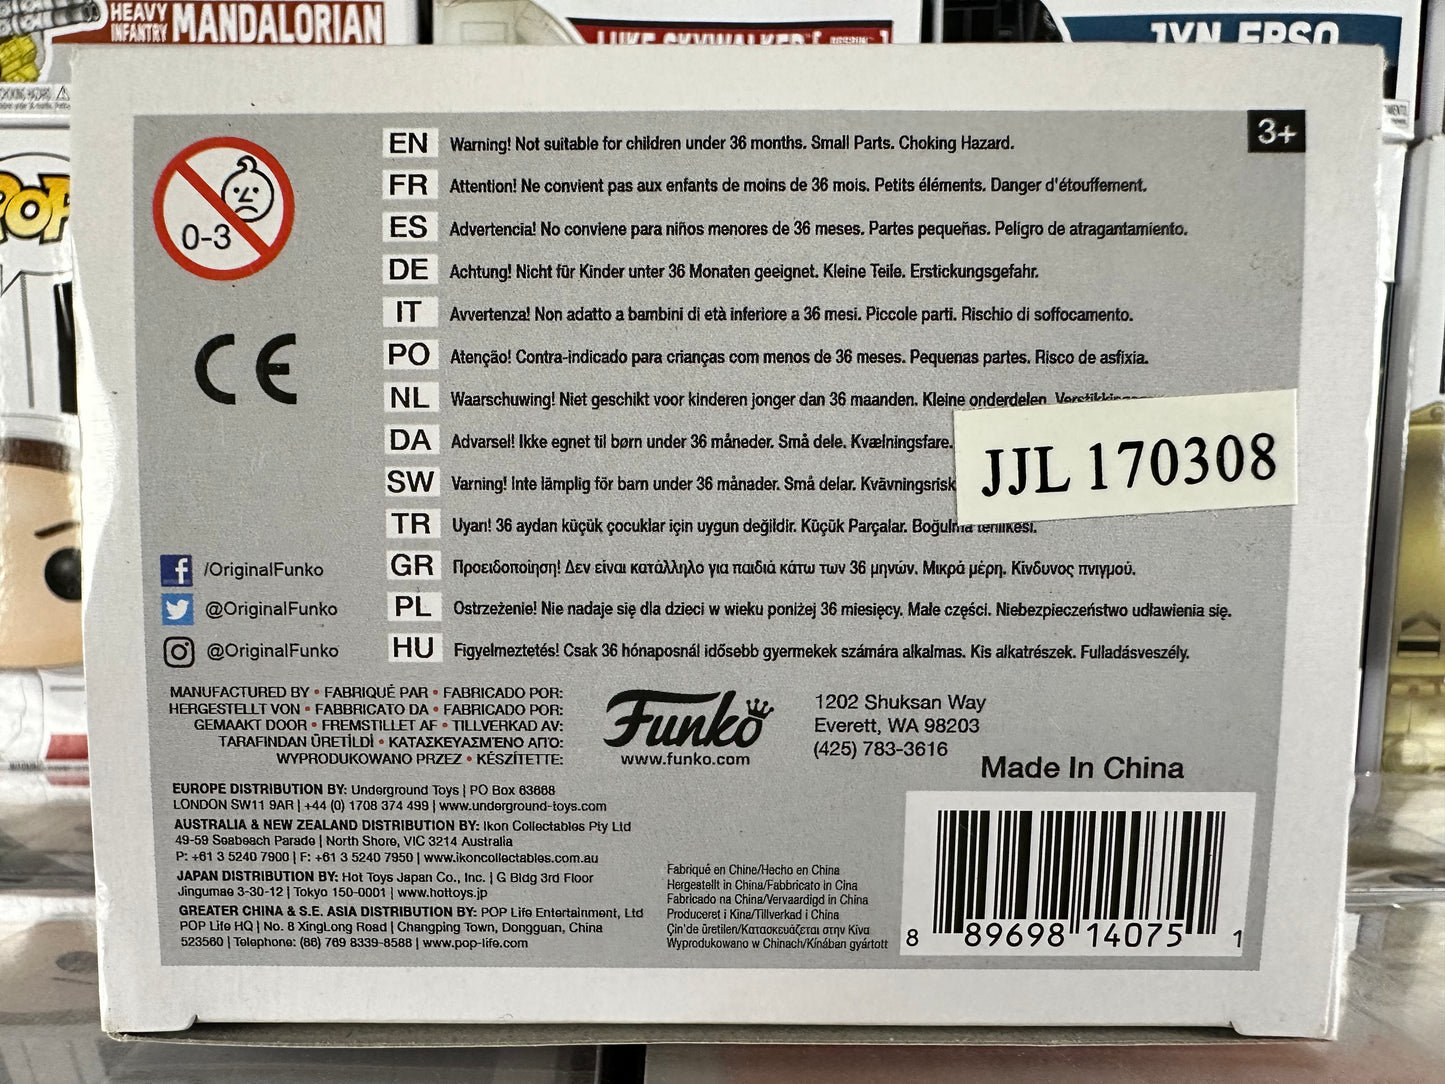 HEAVY
INFANTRY MANDALORIAN
LUKE SKYWALKER
JYN ERSO
POP
3+
0-3
CE
EN Warning! Not suitable for children under 36 months. Small Parts. Choking Hazard.
FR Attention! Ne convient pas aux enfants de moins de 36 mois. Petits éléments. Danger d'étouffement.
ES Advertencia! No conviene para niños menores de 36 meses. Partes pequeñas. Peligro de atragantamiento.
DE Achtung! Nicht für Kinder unter 36 Monaten geeignet. Kleine Teile. Erstickungsgefahr.
IT Avvertenza! Non adatto a bambini di età inferiore a 36 mesi. Piccole parti. Rischio di soffocamento.
PO Atenção! Contra-indicado para crianças com menos de 36 meses. Pequenas partes. Risco de asfixia.
NL Waarschuwing! Niet geschikt voor kinderen jonger dan 36 maanden. Kleine onderdelen.
DA Advarsel! Ikke egnet til børn under 36 måneder. Små dele. Kvælningsfare.
SW Varning! Inte lämplig för barn under 36 månader. Små delar. Kvävningsrisk
TR Uyarı! 36 aydan küçük çocuklar için uygun değildir. Küçük Parçalar. Boğulma tehlikesi.
JJL 170308
GR Προειδοποίηση! Δεν είναι κατάλληλο για παιδιά κάτω των 36 μηνών. Μικρά μέρη. Κίνδυνος πνιγμού.
PL Ostrzeżenie! Nie nadaje się dla dzieci w wieku poniżej 36 miesięcy. Małe części. Niebezpieczeństwo udławienia się.
HU Figyelmeztetés! Csak 36 hónaposnál idősebb gyermekek számára alkalmas. Kis alkatrészek. Fulladásveszély.
/OriginalFunko
@OriginalFunko
@OriginalFunko
MANUFACTURED BY • FABRIQUÉ PAR • FABRICADO POR:
HERGESTELLT VON • FABBRICATO DA • FABRICADO POR:
GEMAAKT DOOR • FREMSTILLET AF • TILLVERKAD AV:
TARAFINDAN ÜRETİLDİ • ΚΑΤΑΣΚΕΥΑΣΜΈΝΟ ΑΠΌ:
WYPRODUKOWANO PRZEZ • KÉSZÍTETTE:
Funko
www.funko.com
1202 Shuksan Way
Everett, WA 98203
(425) 783-3616
Made In China
EUROPE DISTRIBUTION BY: Underground Toys | PO Box 63668
LONDON SW11 9AR | +44 (0) 1708 374 499 | www.underground-toys.com
AUSTRALIA & NEW ZEALAND DISTRIBUTION BY: Ikon Collectables Pty Ltd
49-59 Seabeach Parade | North Shore, VIC 3214 Australia
P: +61 3 5240 7900 | F: +61 3 5240 7950 | www.ikoncollectables.com.au
JAPAN DISTRIBUTION BY: Hot Toys Japan Co., Inc. | G Bldg 3rd Floor
Jingumae 3-30-12 | Tokyo 150-0001 | www.hottoys.jp
GREATER CHINA & S.E. ASIA DISTRIBUTION BY: POP Life Entertainment, Ltd
POP Life HQ | No. 8 XingLong Road | Changping Town, Dongguan, China
523560 | Telephone: (86) 769 8339-8588 | www.pop-life.com
Fabriqué en Chine/Hecho en China
Hergestellt in China/Fabbricato in Cina
Fabricado na China/Vervaardigd in China
Produceret i Kina/Tillverkad i China
Çin'de üretilen/Κατασκευάζεται στην Κίνα
Wyprodukowano w Chinach/Kínában gyártott
8 89698 14075 1